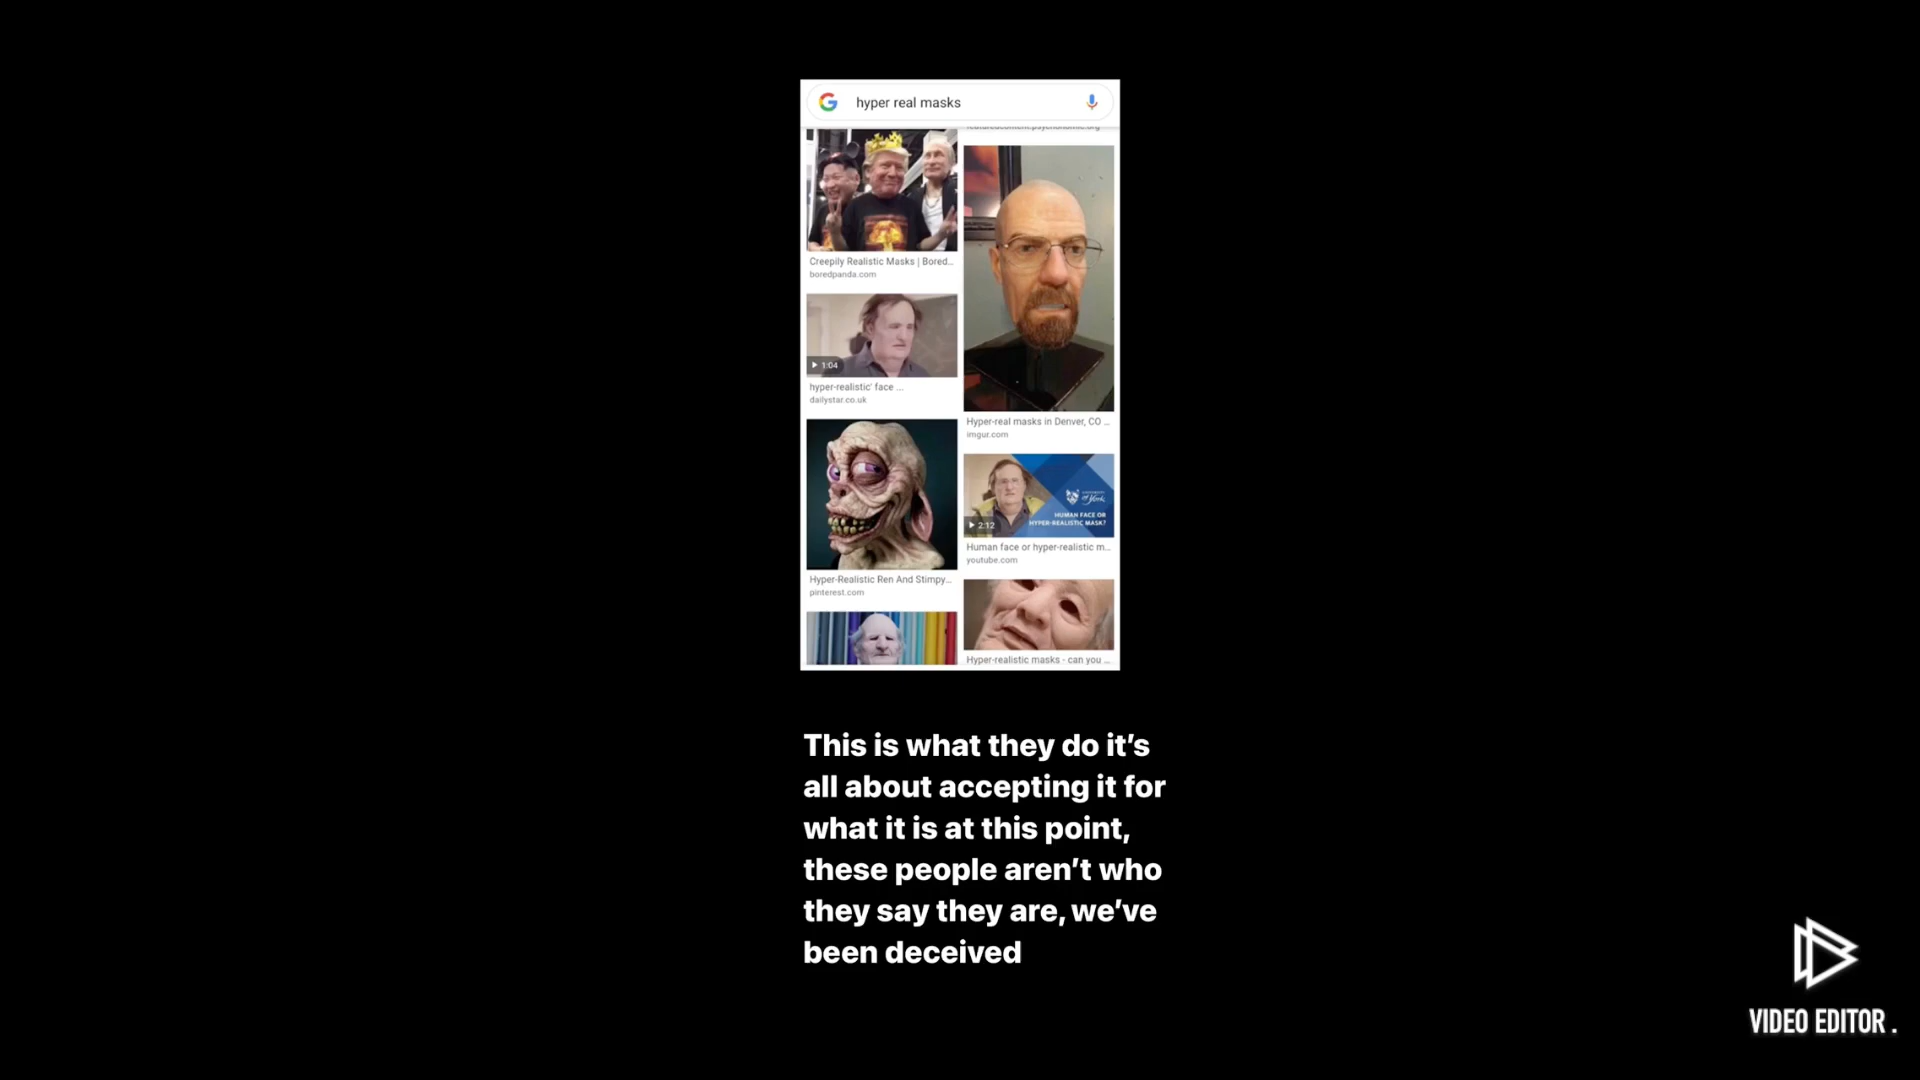 hyper real masks
Creepily Realistic Masks | Bored...
boredpanda.com
1:04
hyper-realistic' face ...
dailystar.co.uk
Hyper-Realistic Ren And Stimpy...
pinterest.com
Hyper-real masks in Denver, CO ...
imgur.com
HUMAN FACE OR
HYPER-REALISTIC MASK?
2:12
Human face or hyper-realistic m...
youtube.com
Hyper-realistic masks - can you ...
This is what they do it’s
all about accepting it for
what it is at this point,
these people aren’t who
they say they are, we’ve
been deceived
VIDEO EDITOR .